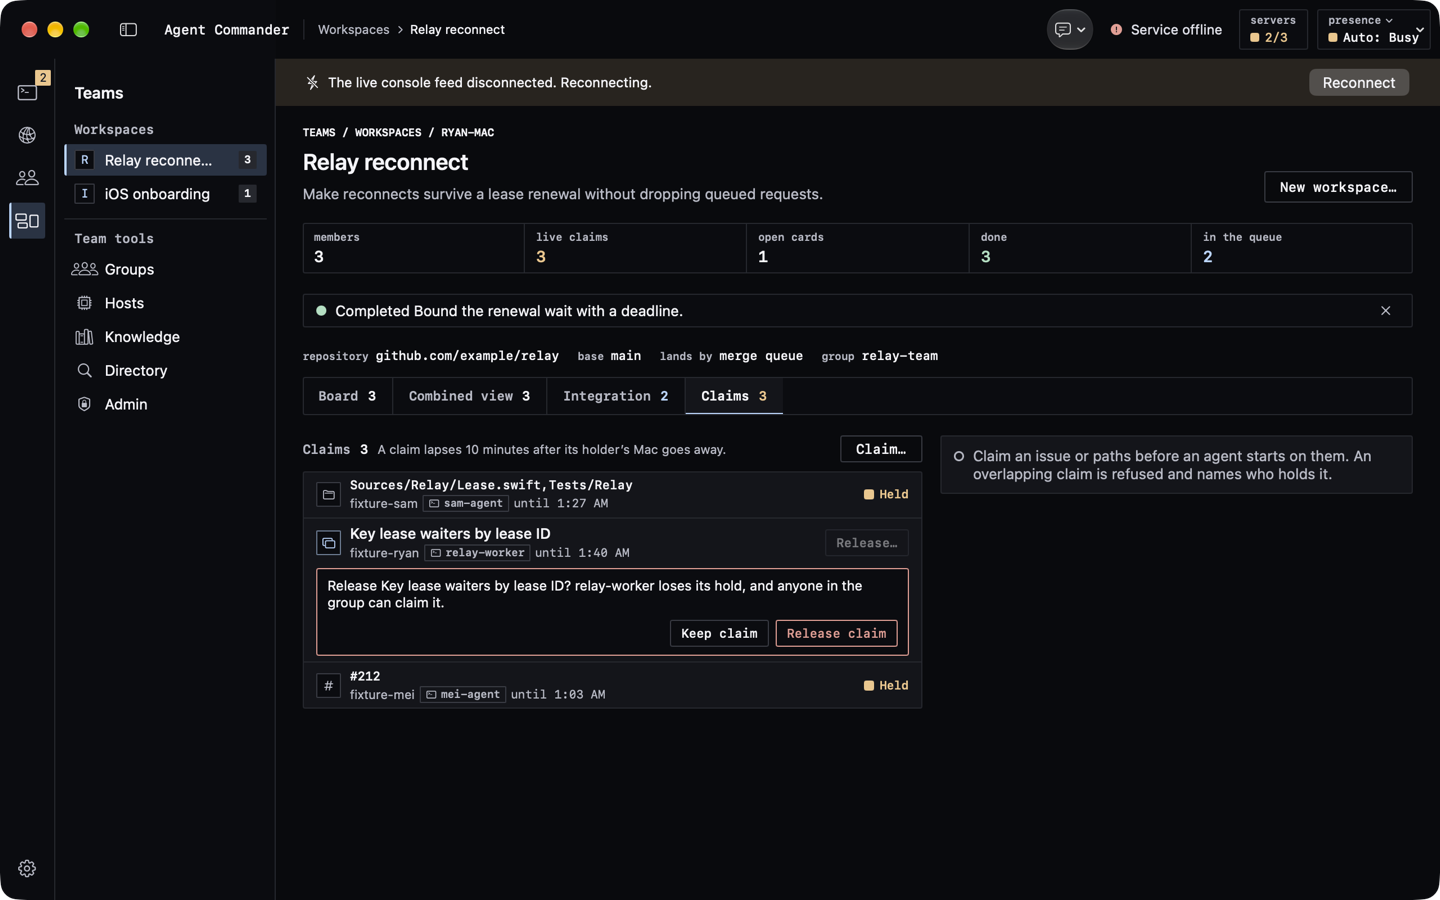 Agent Commander
Workspaces > Relay reconnect
Service offline
servers
2/3
presence
Auto: Busy
2
Teams
Workspaces
R Relay reconne… 3
I iOS onboarding 1
Team tools
Groups
Hosts
Knowledge
Directory
Admin
The live console feed disconnected. Reconnecting.
Reconnect
TEAMS / WORKSPACES / RYAN-MAC
Relay reconnect
Make reconnects survive a lease renewal without dropping queued requests.
New workspace…
members
3
live claims
3
open cards
1
done
3
in the queue
2
Completed Bound the renewal wait with a deadline.
repository github.com/example/relay base main lands by merge queue group relay-team
Board 3 Combined view 3 Integration 2 Claims 3
Claims 3 A claim lapses 10 minutes after its holder’s Mac goes away.
Claim…
Sources/Relay/Lease.swift,Tests/Relay
fixture-sam sam-agent until 1:27 AM
Held
Key lease waiters by lease ID
fixture-ryan relay-worker until 1:40 AM
Release…
Release Key lease waiters by lease ID? relay-worker loses its hold, and anyone in the
group can claim it.
Keep claim Release claim
# #212
fixture-mei mei-agent until 1:03 AM
Held
Claim an issue or paths before an agent starts on them. An
overlapping claim is refused and names who holds it.